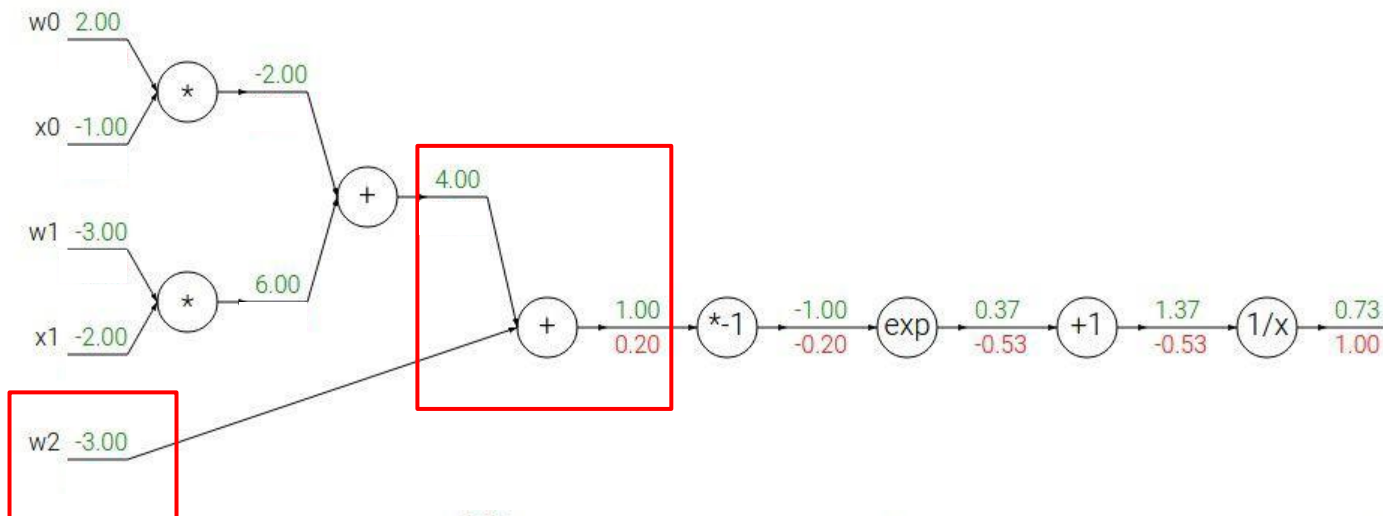 w0 2.00
-2.00
*
x0 -1.00
4.00
+
w1 -3.00
6.00
*
1.00 -1.00 0.37 1.37 0.73
+ *-1 exp +1 1/x
x1 -2.00
0.20 -0.20 -0.53 -0.53 1.00
w2 -3.00